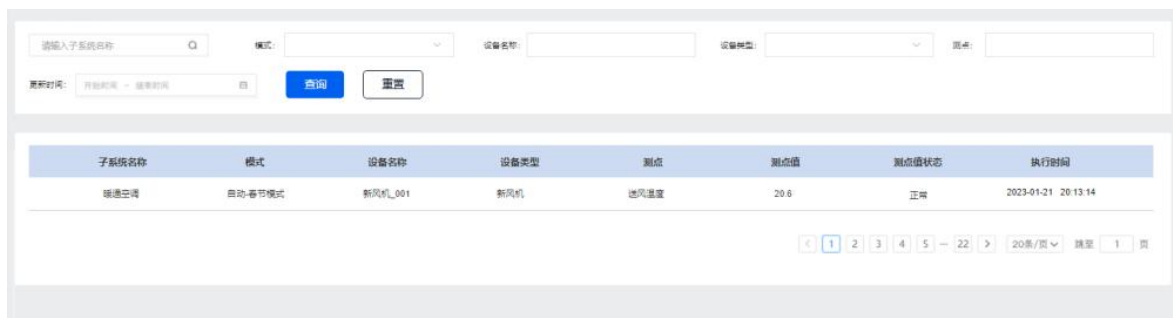 请输入子系统名称 模式: 设备名称: 设备类型: 测点:
更新时间: 开始时间 ~ 结束时间 查询 重置
子系统名称 模式 设备名称 设备类型 测点 测点值 测点值状态 执行时间
暖通空调 自动-春节模式 新风机_001 新风机 送风温度 20.6 正常 2023-01-21 20:13:14
< 1 2 3 4 5 ··· 22 > 20条/页 跳至 1 页